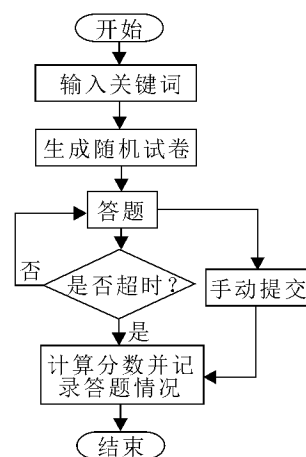 开始
输入关键词
生成随机试卷
答题
否
是否超时?
手动提交
是
计算分数并记
录答题情况
结束